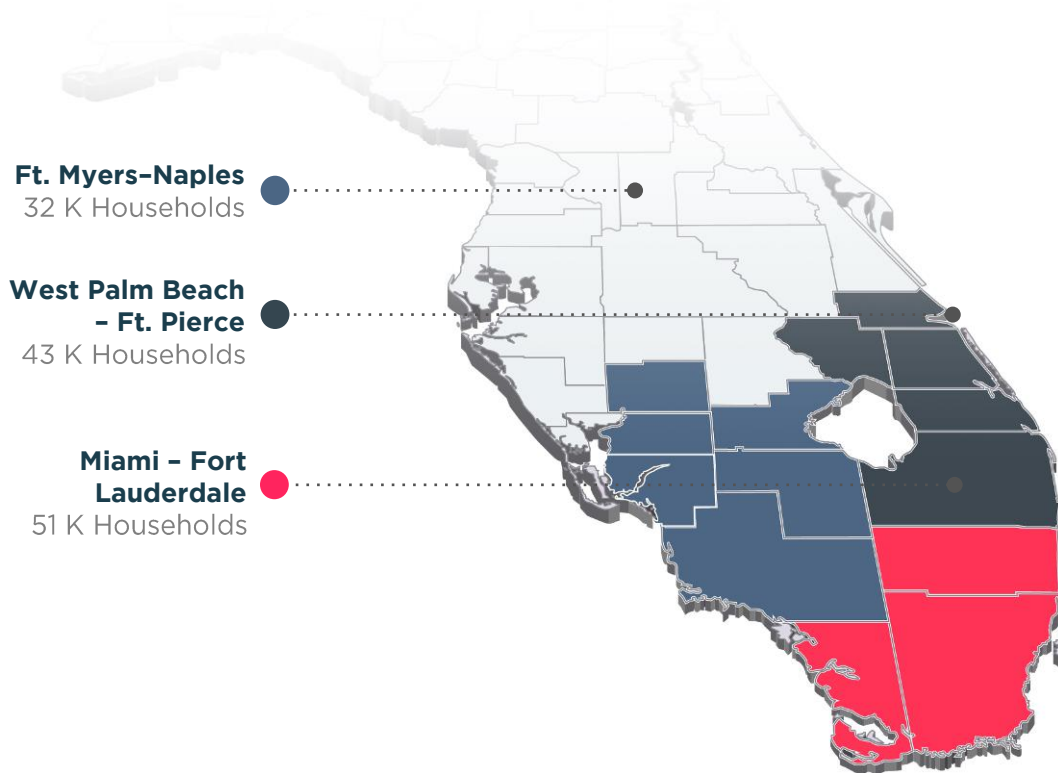 Ft. Myers–Naples
32 K Households
West Palm Beach
– Ft. Pierce
43 K Households
Miami – Fort
Lauderdale
51 K Households